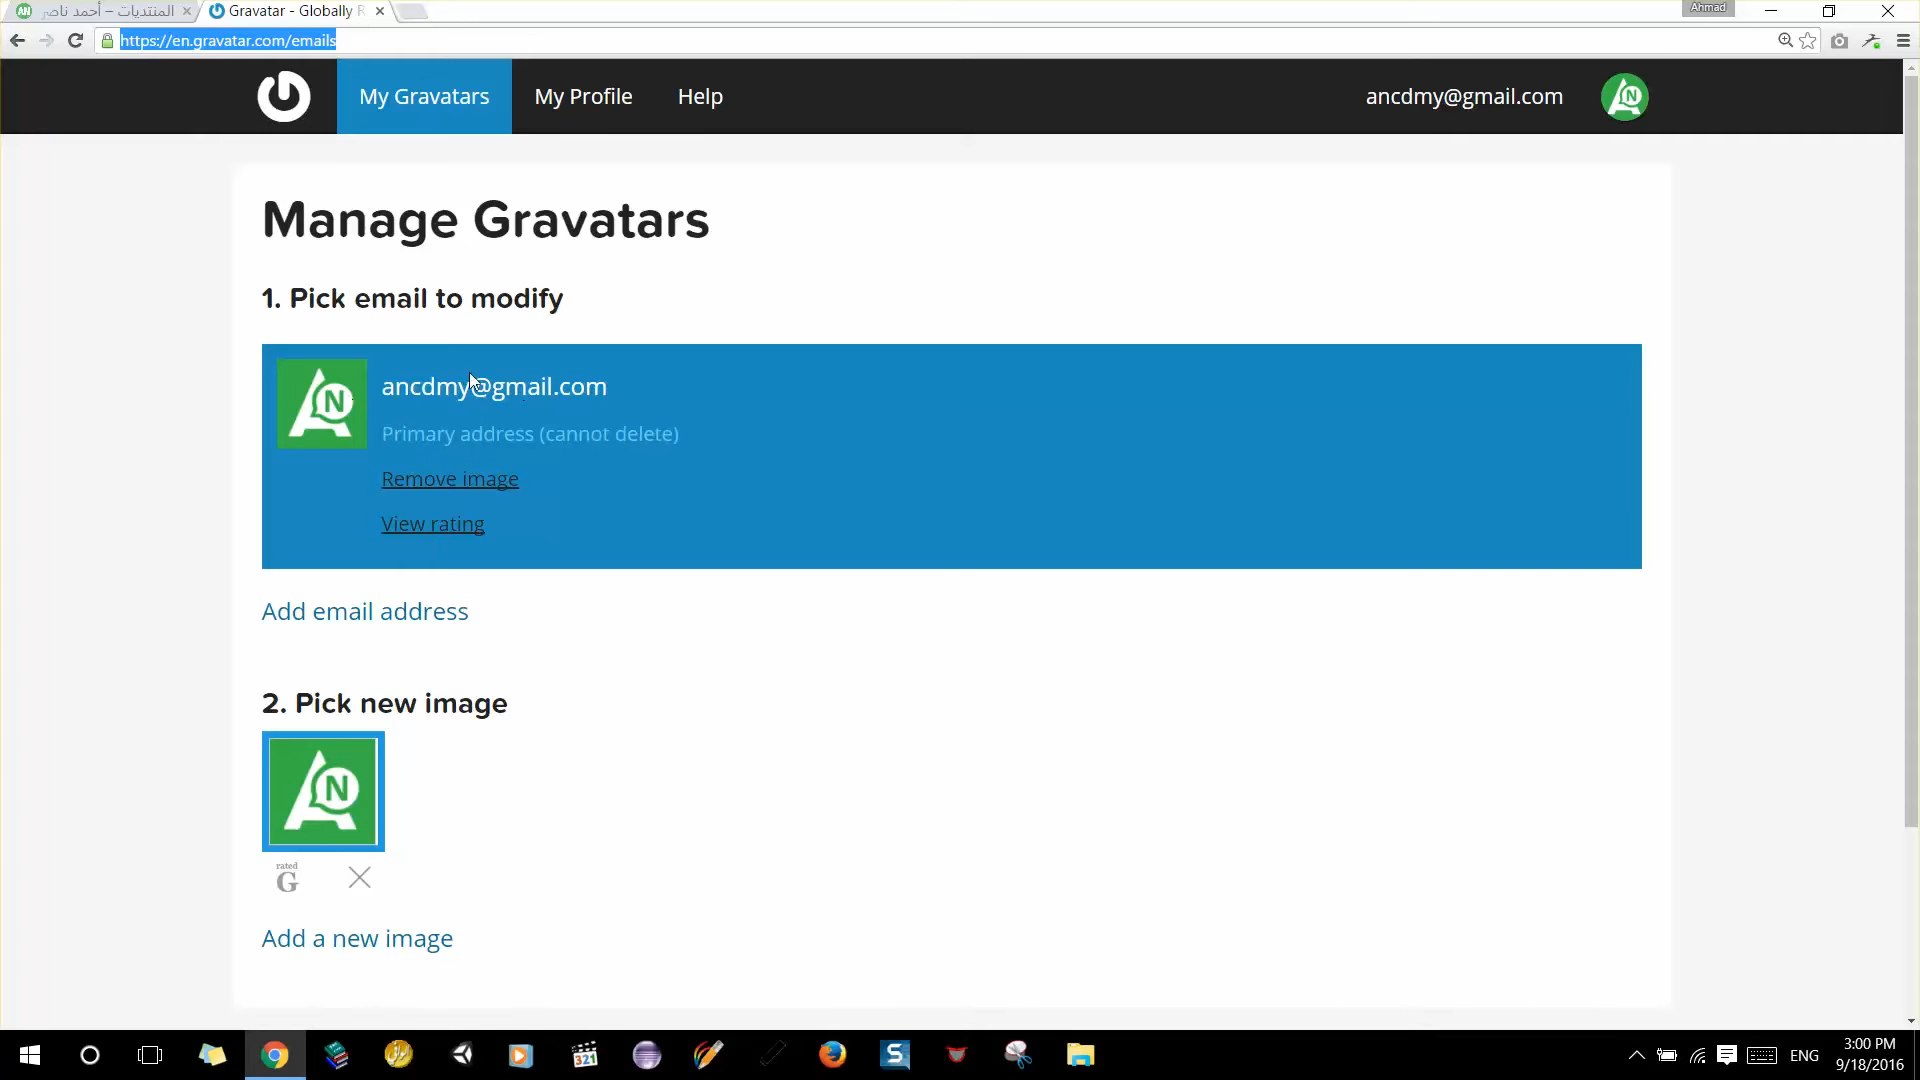 المنتديات – أحمد ناصر
Gravatar - Globally R
Ahmad
https://en.gravatar.com/emails
My Gravatars
My Profile
Help
ancdmy@gmail.com
Manage Gravatars
1. Pick email to modify
ancdmy@gmail.com
Primary address (cannot delete)
Remove image
View rating
Add email address
2. Pick new image
rated
G
Add a new image
321
ENG
3:00 PM
9/18/2016